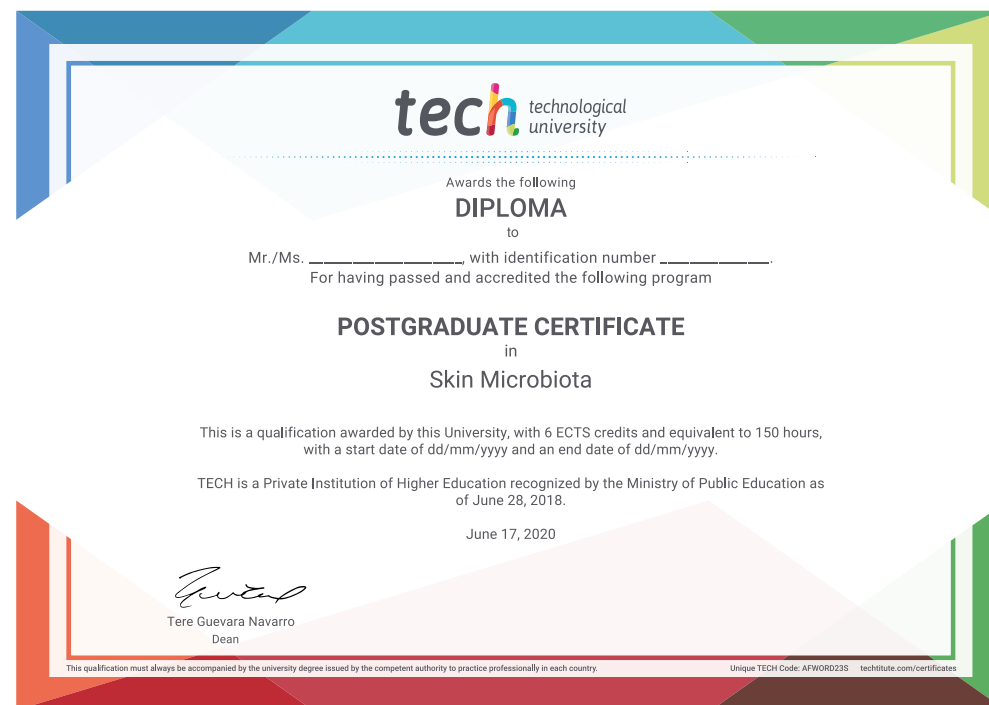 tech technological
university
Awards the following
DIPLOMA
to
Mr./Ms. ____________________, with identification number ______________.
For having passed and accredited the following program
POSTGRADUATE CERTIFICATE
in
Skin Microbiota
This is a qualification awarded by this University, with 6 ECTS credits and equivalent to 150 hours,
with a start date of dd/mm/yyyy and an end date of dd/mm/yyyy.
TECH is a Private Institution of Higher Education recognized by the Ministry of Public Education as
of June 28, 2018.
June 17, 2020
Tere Guevara Navarro
Dean
This qualification must always be accompanied by the university degree issued by the competent authority to practice professionally in each country.
Unique TECH Code: AFWORD23S techtitute.com/certificates